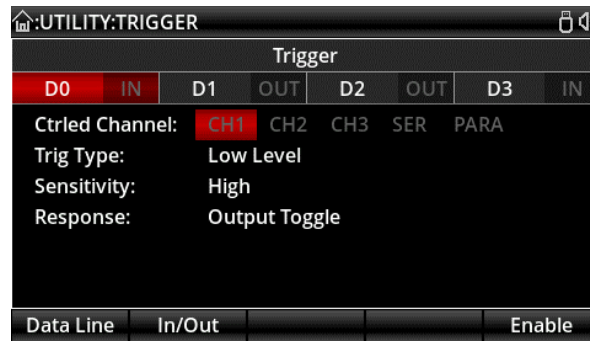 :UTILITY:TRIGGER
Trigger
D0 IN D1 OUT D2 OUT D3 IN
Ctrled Channel: CH1 CH2 CH3 SER PARA
Trig Type: Low Level
Sensitivity: High
Response: Output Toggle
Data Line In/Out Enable